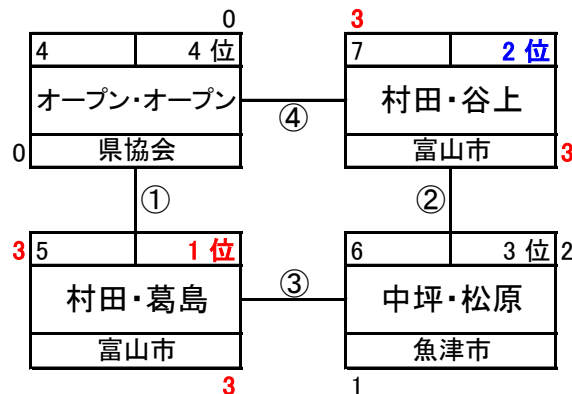 0
3
4 4 位
7 2 位
オープン・オープン
村田・谷上
④
0 県協会
富山市 3
①
②
3 5 1 位
6 3 位 2
村田・葛島
③
中坪・松原
富山市
魚津市
3
1